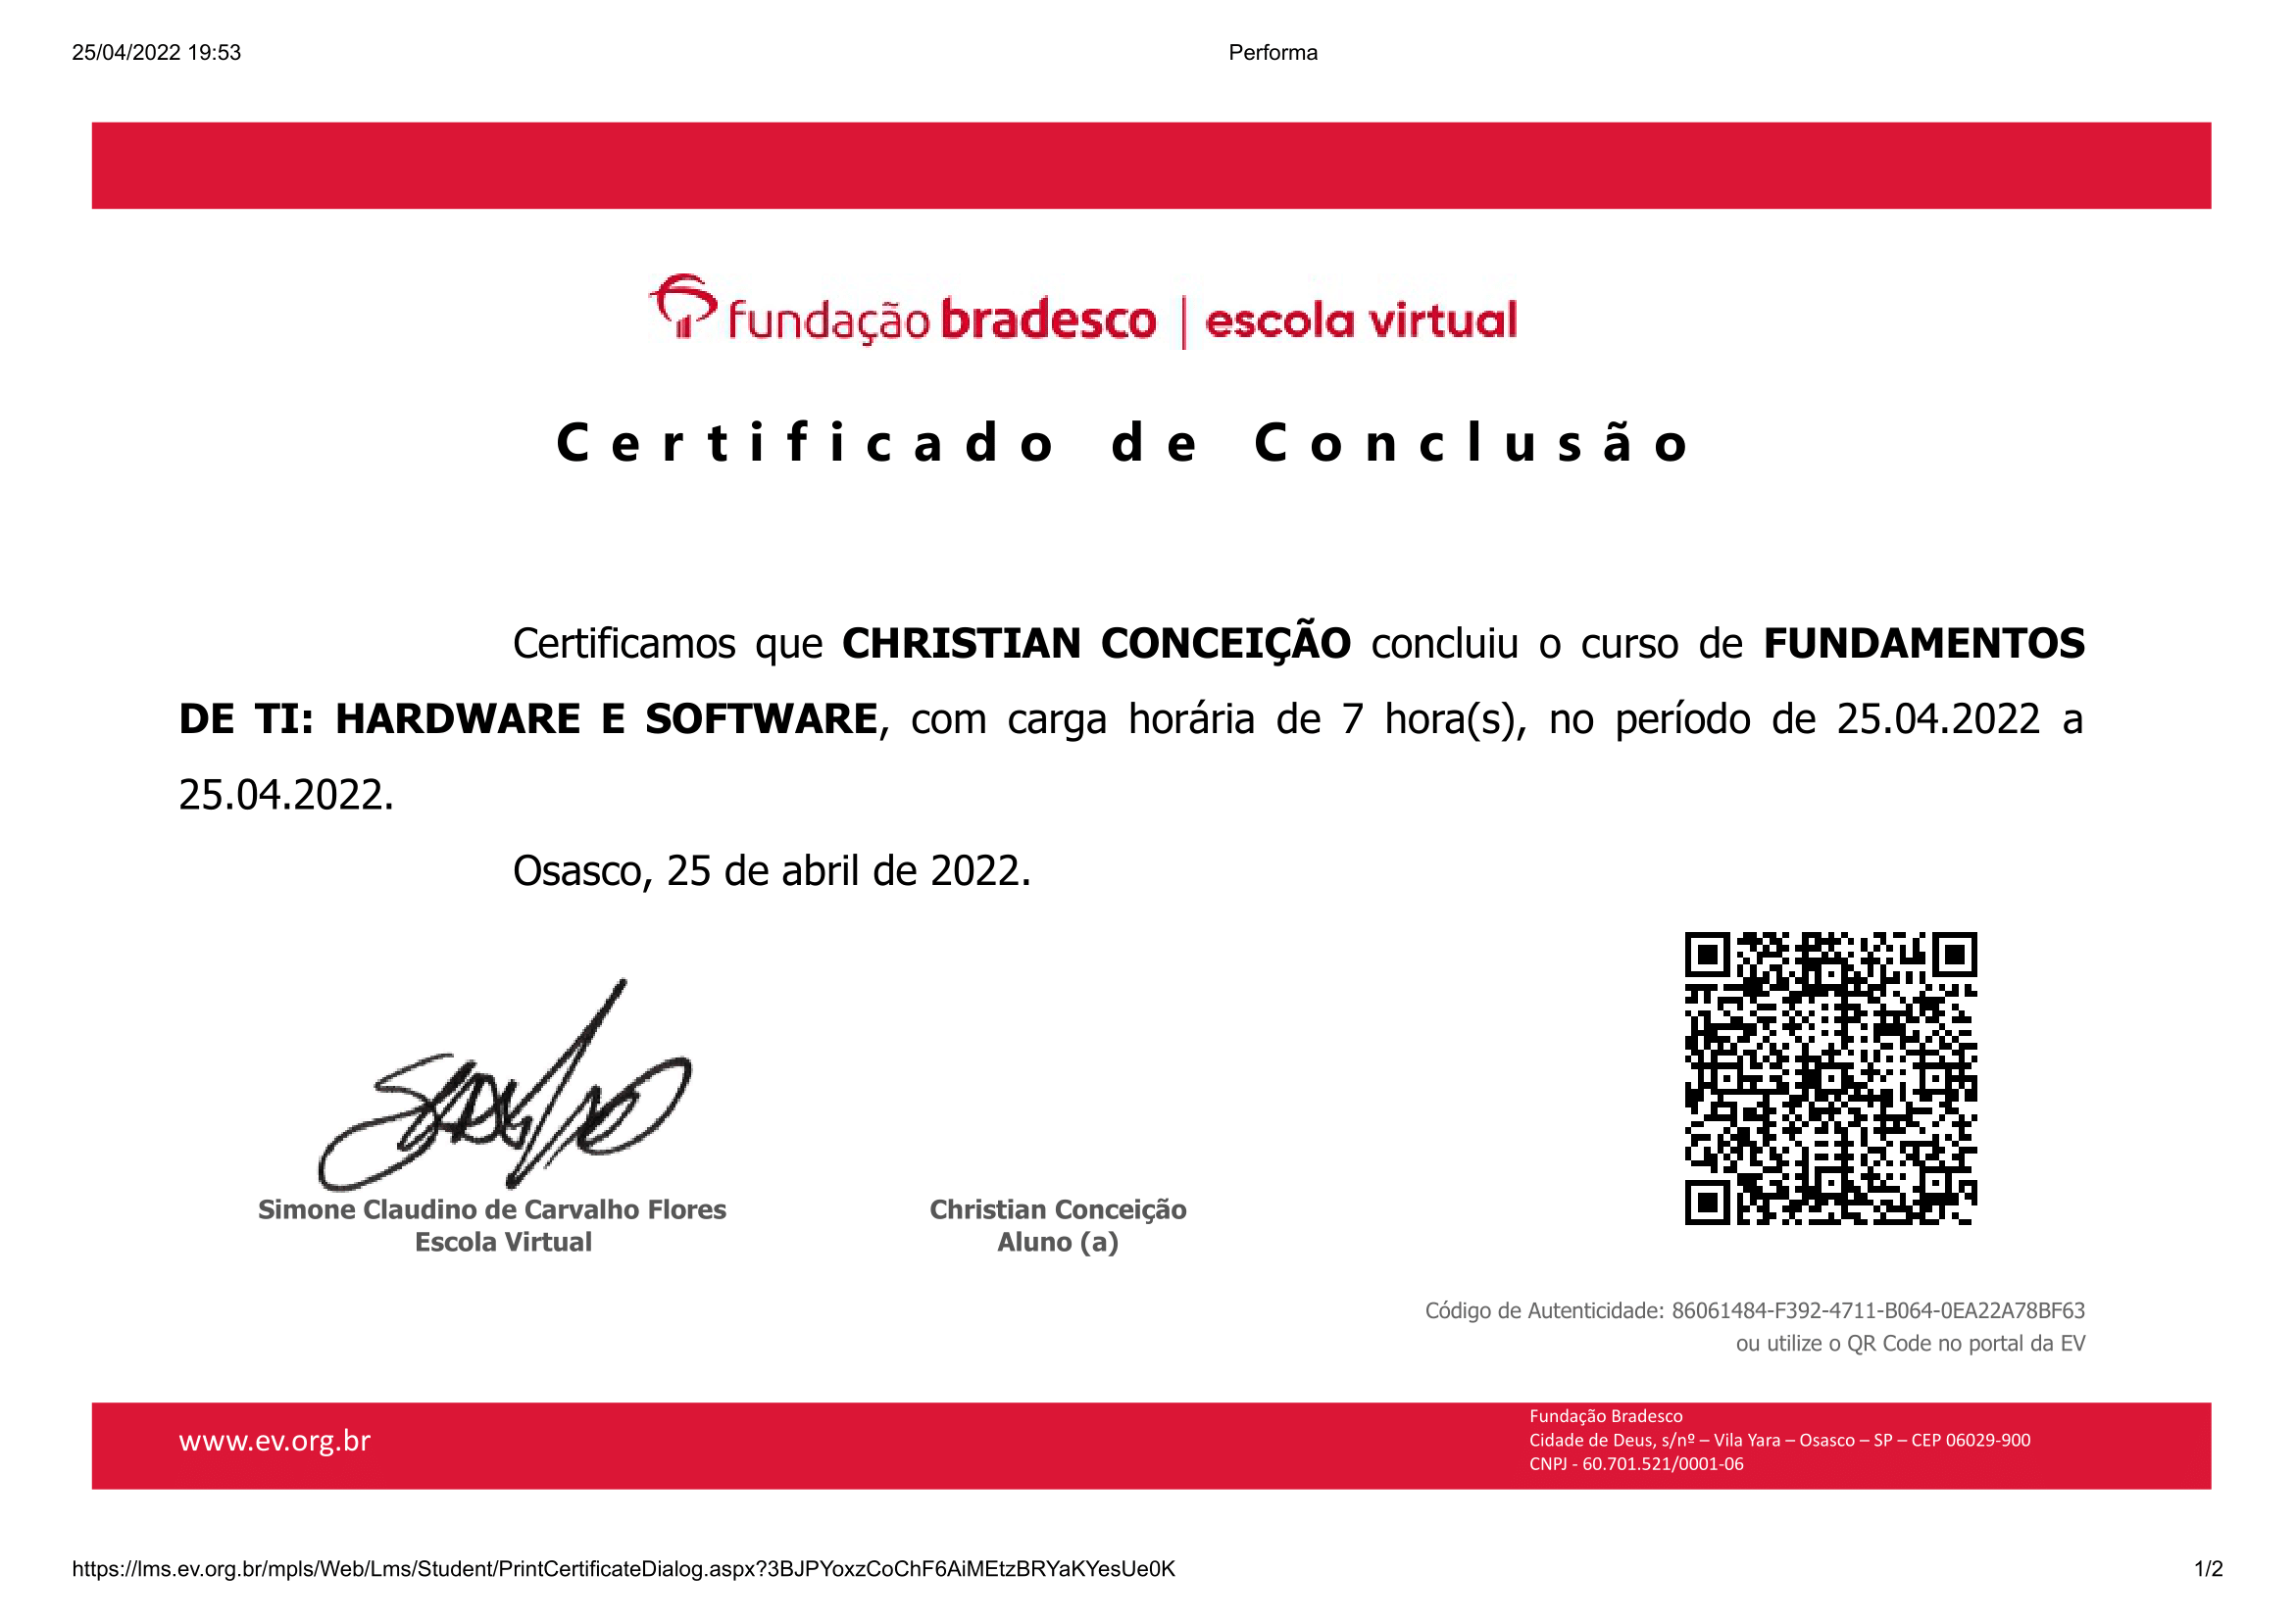 25/04/2022 19:53
Performa
fundação bradesco | escola virtual
Certificado de Conclusão
Certificamos que CHRISTIAN CONCEIÇÃO concluiu o curso de FUNDAMENTOS
DE TI: HARDWARE E SOFTWARE, com carga horária de 7 hora(s), no período de 25.04.2022 a
25.04.2022.
Osasco, 25 de abril de 2022.
Simone Claudino de Carvalho Flores
Escola Virtual
Christian Conceição
Aluno (a)
Código de Autenticidade: 86061484-F392-4711-B064-0EA22A78BF63
ou utilize o QR Code no portal da EV
www.ev.org.br
Fundação Bradesco
Cidade de Deus, s/nº – Vila Yara – Osasco – SP – CEP 06029-900
CNPJ - 60.701.521/0001-06
https://lms.ev.org.br/mpls/Web/Lms/Student/PrintCertificateDialog.aspx?3BJPYoxzCoChF6AiMEtzBRYaKYesUe0K
1/2